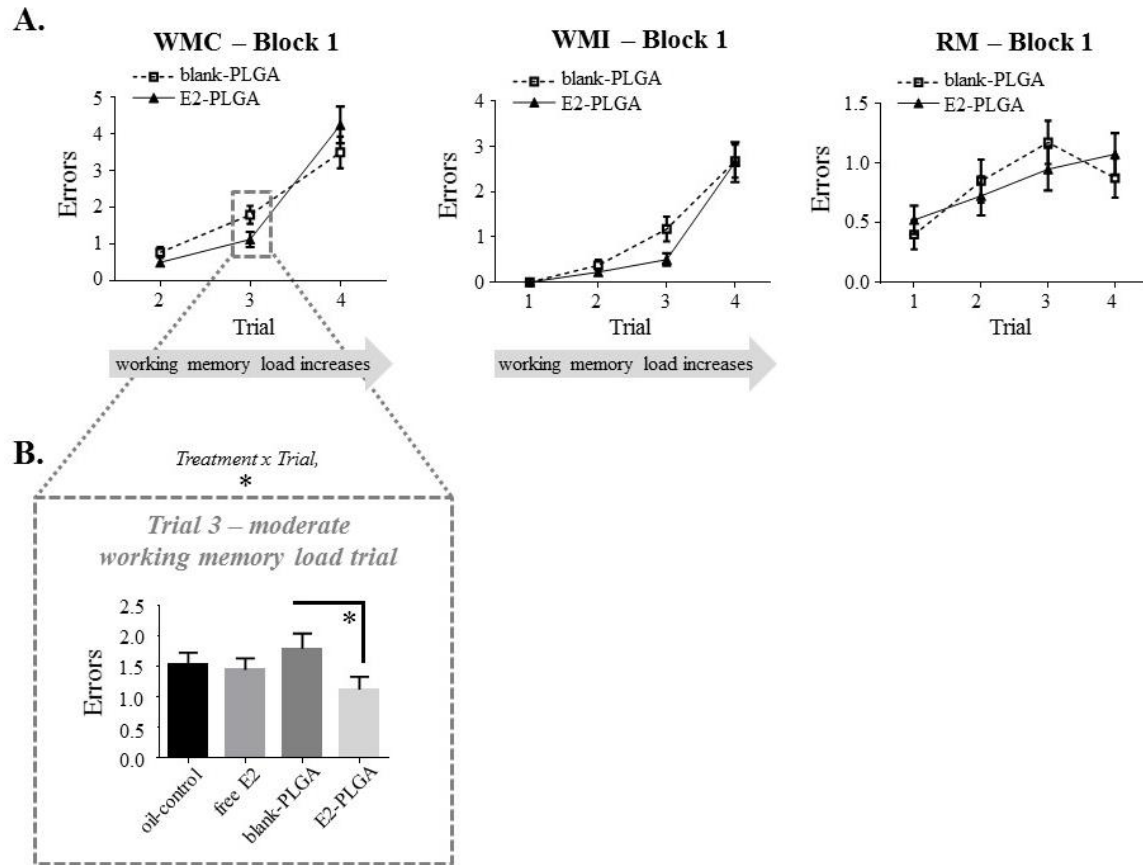 A.
WMC – Block 1
blank-PLGA
E2-PLGA
Errors
5
4
3
2
1
0
2 3 4
Trial
working memory load increases
WMI – Block 1
blank-PLGA
E2-PLGA
Errors
4
3
2
1
0
1 2 3 4
Trial
working memory load increases
RM – Block 1
blank-PLGA
E2-PLGA
Errors
1.5
1.0
0.5
0.0
1 2 3 4
Trial
B.
Treatment x Trial,
*
Trial 3 – moderate
working memory load trial
Errors
2.5
2.0
1.5
1.0
0.5
0.0
*
oil-control
free E2
blank-PLGA
E2-PLGA